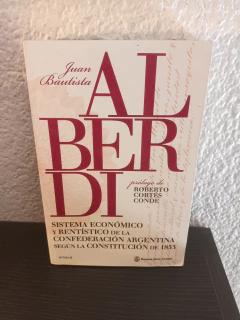 Juan
Bautista
AL
BER
DI
prólogo de
ROBERTO
CORTÉS
CONDE
SISTEMA ECONÓMICO
Y RENTÍSTICO DE LA
CONFEDERACIÓN ARGENTINA
SEGÚN LA CONSTITUCIÓN DE 1853